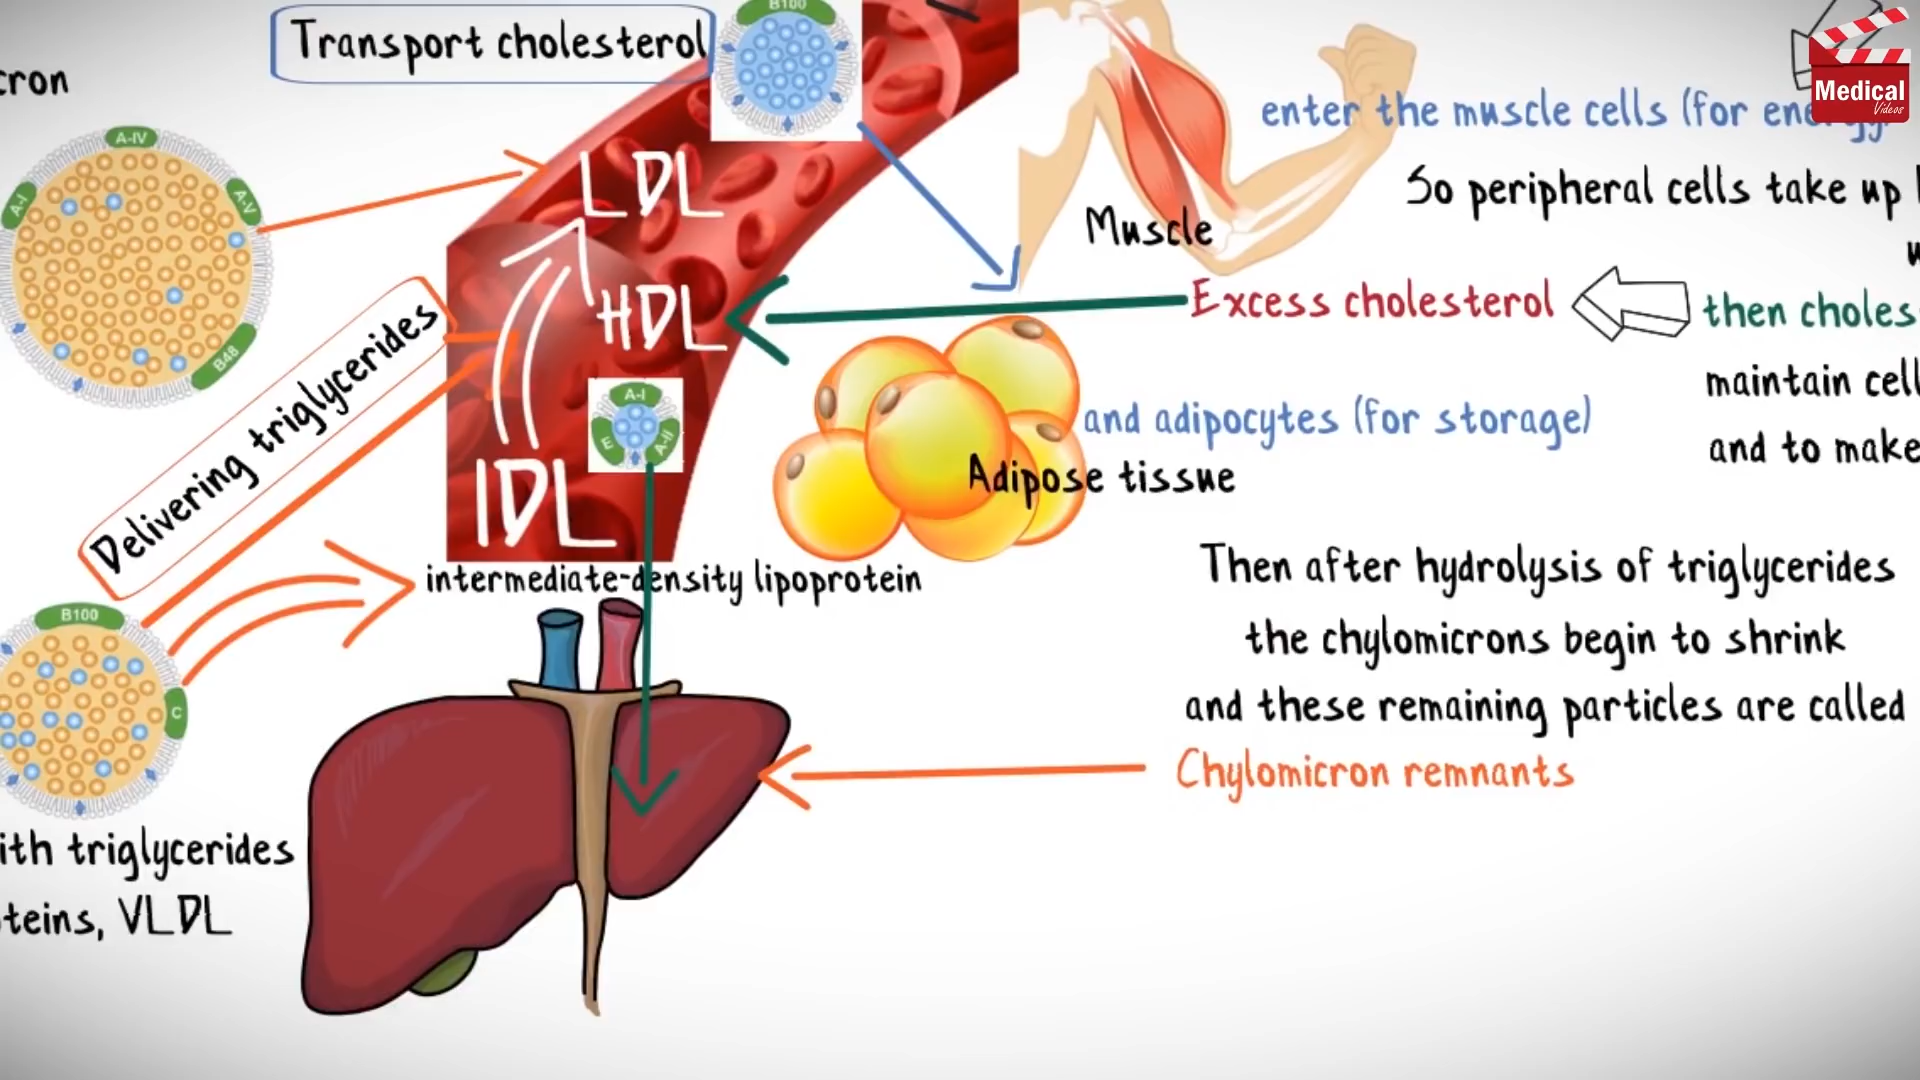 Transport cholesterol
B100
cron
Medical
Videos
enter the muscle cells (for energy)
A-IV
A-I
A-V
B48
LDL
So peripheral cells take up
Muscle
HDL
Excess cholesterol
then choles
Delivering triglycerides
maintain cell
A-I
E
A-II
and adipocytes (for storage)
and to make
Adipose tissue
IDL
intermediate-density lipoprotein
Then after hydrolysis of triglycerides
the chylomicrons begin to shrink
and these remaining particles are called
Chylomicron remnants
B100
C
ith triglycerides
teins, VLDL